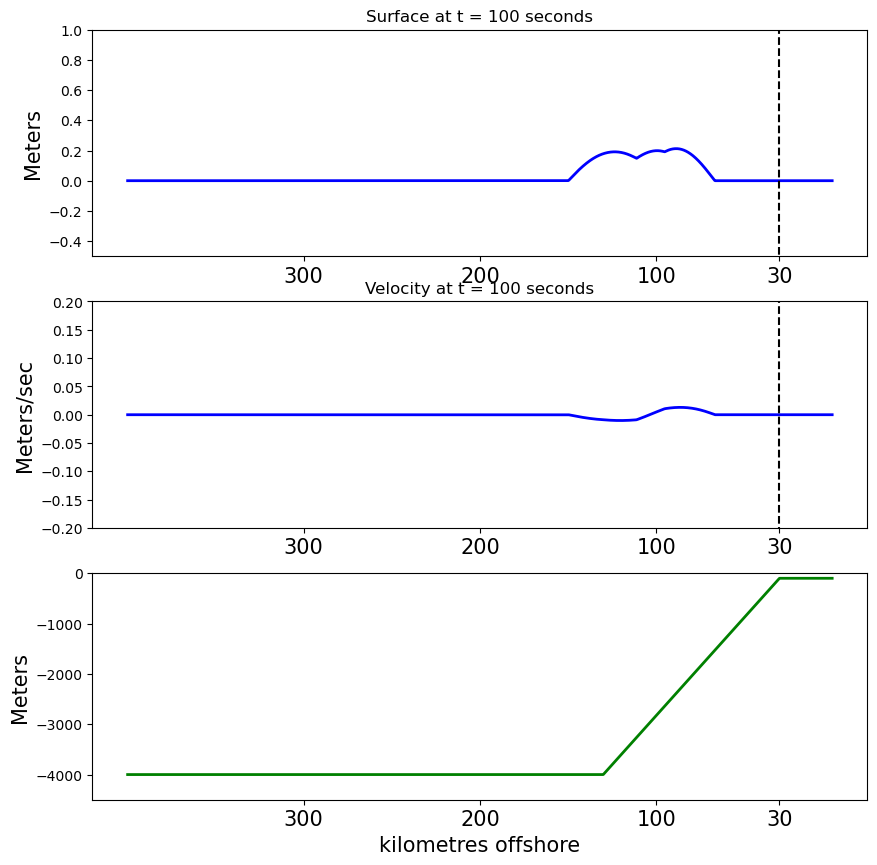 Surface at t = 100 seconds
1.0
0.8
0.6
0.4
0.2
0.0
−0.2
−0.4
Meters
300 200 100 30
Velocity at t = 100 seconds
0.20
0.15
0.10
0.05
0.00
−0.05
−0.10
−0.15
−0.20
Meters/sec
300 200 100 30
0
−1000
−2000
−3000
−4000
Meters
300 200 100 30
kilometres offshore